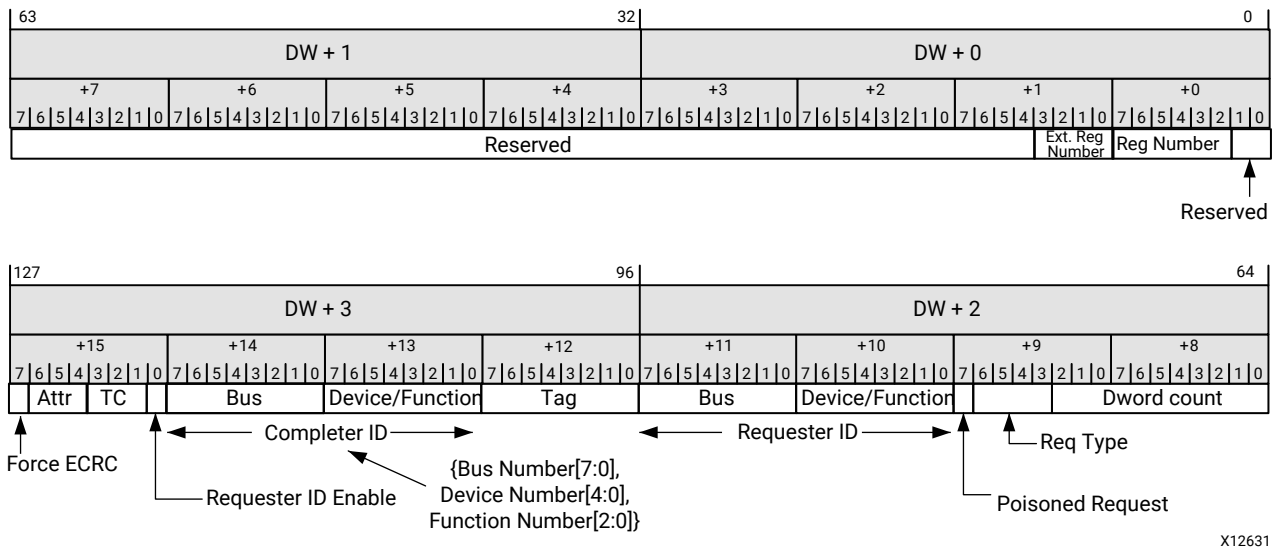 63 32 0
DW + 1 DW + 0
+7 +6 +5 +4 +3 +2 +1 +0
7 6 5 4 3 2 1 0 7 6 5 4 3 2 1 0 7 6 5 4 3 2 1 0 7 6 5 4 3 2 1 0 7 6 5 4 3 2 1 0 7 6 5 4 3 2 1 0 7 6 5 4 3 2 1 0 7 6 5 4 3 2 1 0
Reserved Ext. Reg Reg Number
Number
Reserved
127 96 64
DW + 3 DW + 2
+15 +14 +13 +12 +11 +10 +9 +8
7 6 5 4 3 2 1 0 7 6 5 4 3 2 1 0 7 6 5 4 3 2 1 0 7 6 5 4 3 2 1 0 7 6 5 4 3 2 1 0 7 6 5 4 3 2 1 0 7 6 5 4 3 2 1 0 7 6 5 4 3 2 1 0
Attr TC Bus Device/Function Tag Bus Device/Function Dword count
Completer ID Requester ID Req Type
Force ECRC
Requester ID Enable
{Bus Number[7:0],
Device Number[4:0],
Function Number[2:0]}
Poisoned Request
X12631